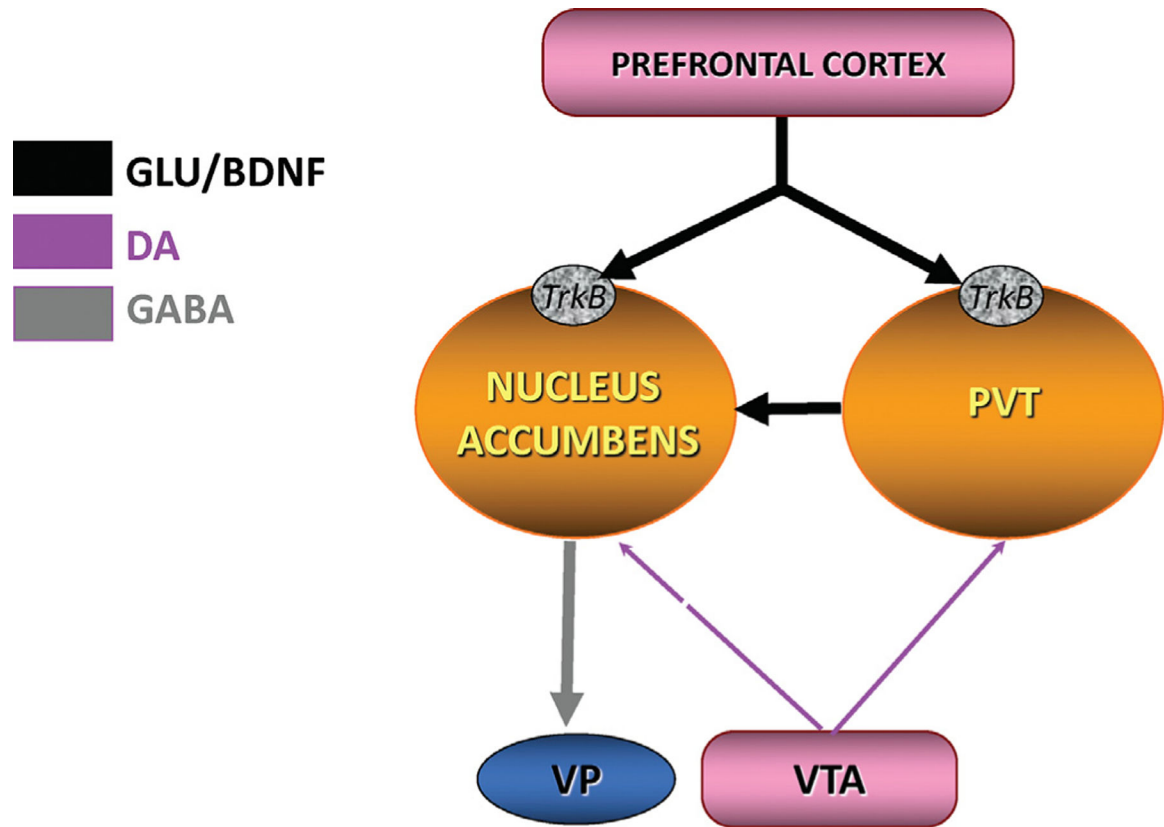 PREFRONTAL CORTEX
GLU/BDNF
DA
GABA
TrkB
TrkB
NUCLEUS
ACCUMBENS
PVT
VP
VTA